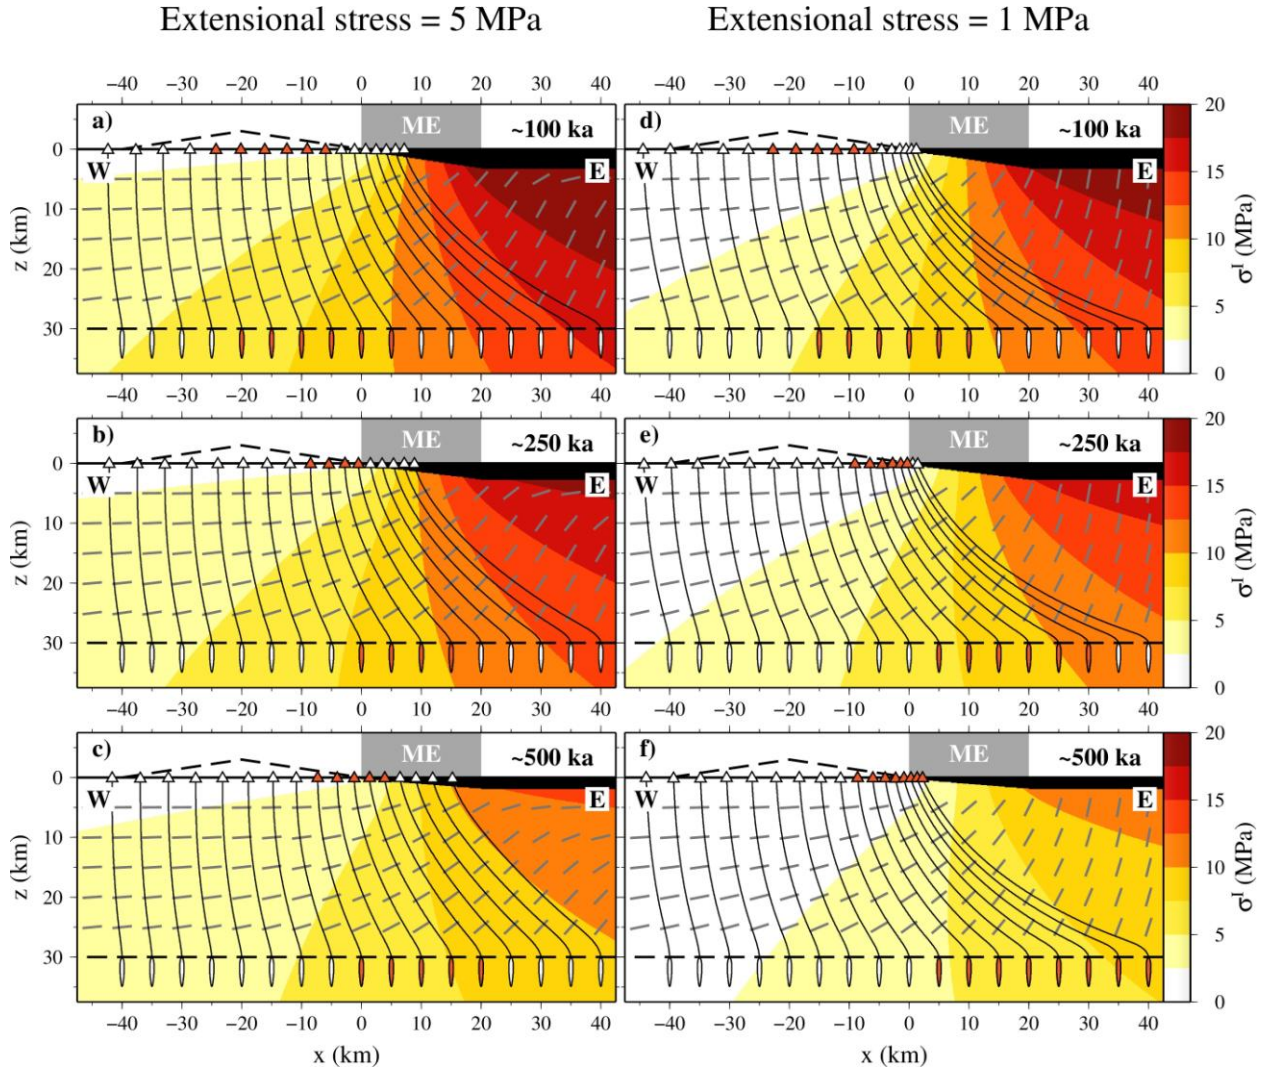 Extensional stress = 5 MPa Extensional stress = 1 MPa
−40 −30 −20 −10 0 10 20 30 40 −40 −30 −20 −10 0 10 20 30 40
a) ME ~100 ka d) ME ~100 ka 20
0 W E W E
10 15
z (km) 20 10 σᴵ (MPa)
5
30
0
−40 −30 −20 −10 0 10 20 30 40 −40 −30 −20 −10 0 10 20 30 40
b) ME ~250 ka e) ME ~250 ka 20
0 W E W E
10 15
z (km) 20 10 σᴵ (MPa)
5
30
0
−40 −30 −20 −10 0 10 20 30 40 −40 −30 −20 −10 0 10 20 30 40
c) ME ~500 ka f) ME ~500 ka 20
0 W E W E
10 15
z (km) 20 10 σᴵ (MPa)
5
30
0
−40 −30 −20 −10 0 10 20 30 40 −40 −30 −20 −10 0 10 20 30 40
x (km) x (km)